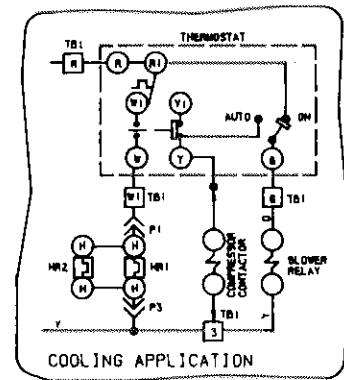 THERMOSTAT
TB1
R R R1
W1 Y1
AUTO ON
W Y G
W1 TB1 G TB1
P1 O
H H
HR2 HR1
COMPRESSOR
CONTACTOR
BLOWER
RELAY
H H
P3 Y
TB1
Y 3
COOLING APPLICATION